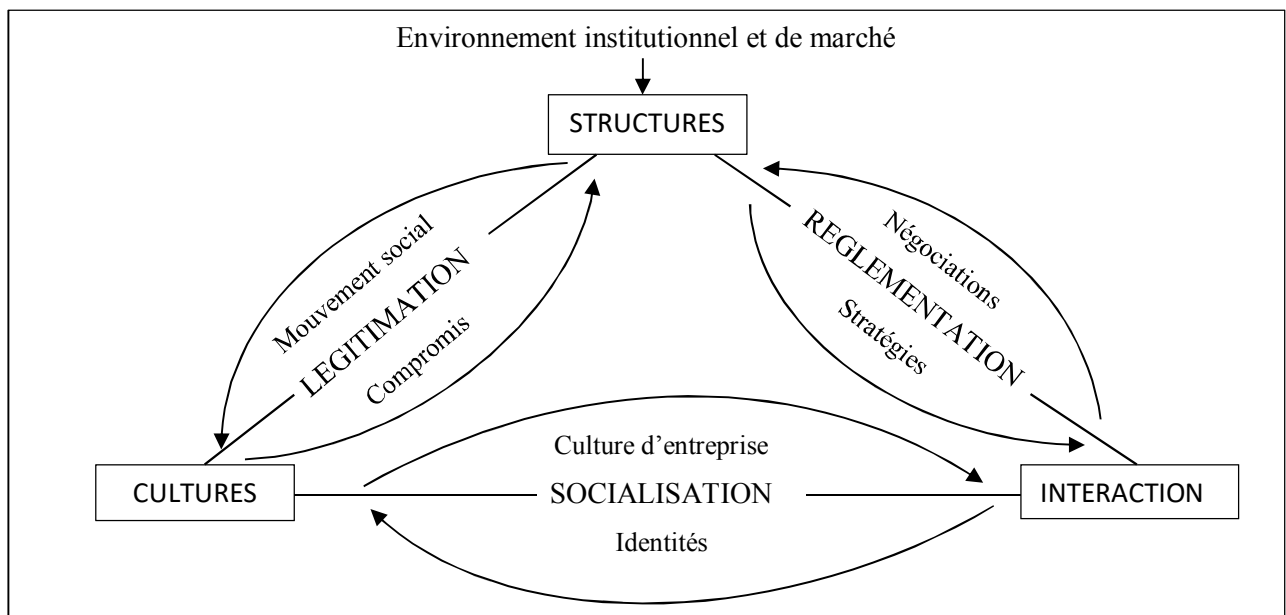 Environnement institutionnel et de marché
STRUCTURES
Mouvement social
LEGITIMATION
Compromis
Négociations
REGLEMENTATION
Stratégies
Culture d’entreprise
CULTURES
SOCIALISATION
INTERACTION
Identités